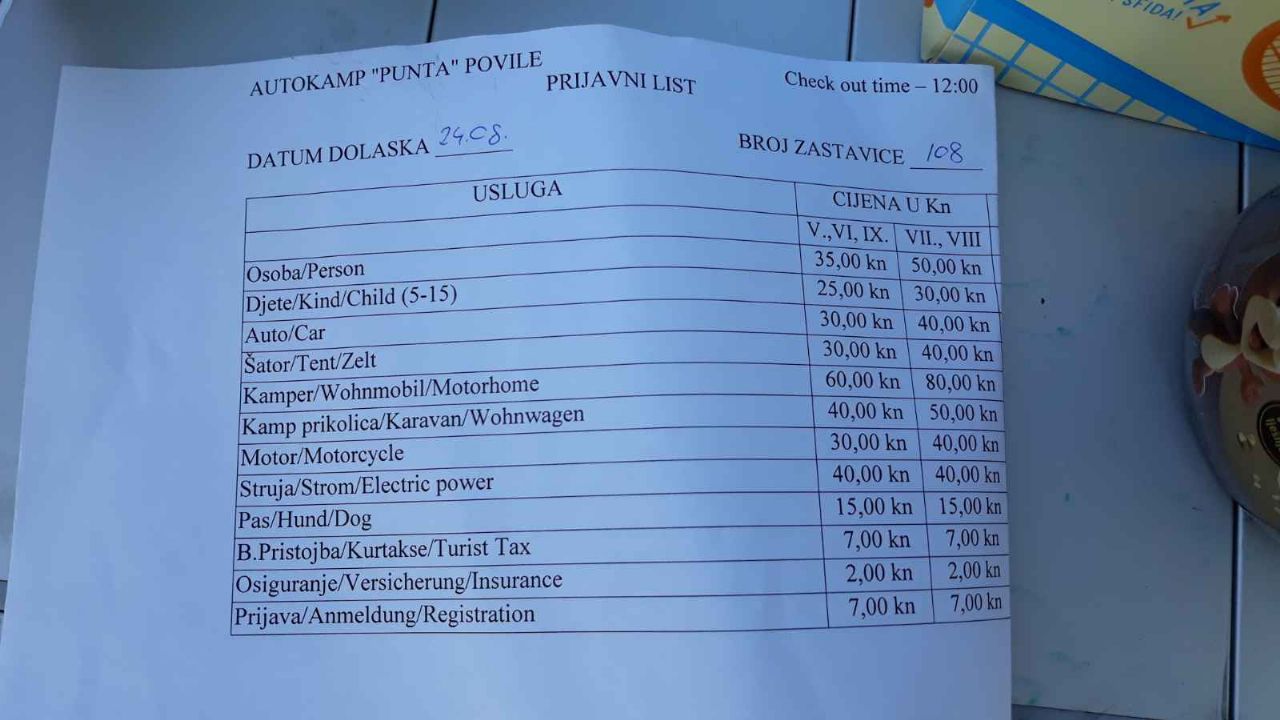 AUTOKAMP "PUNTA" POVILE
PRIJAVNI LIST
Check out time – 12:00
DATUM DOLASKA 24.08.
BROJ ZASTAVICE 108
USLUGA CIJENA U Kn
V.,VI, IX. VII., VIII
Osoba/Person 35,00 kn 50,00 kn
Djete/Kind/Child (5-15) 25,00 kn 30,00 kn
Auto/Car 30,00 kn 40,00 kn
Šator/Tent/Zelt 30,00 kn 40,00 kn
Kamper/Wohnmobil/Motorhome 60,00 kn 80,00 kn
Kamp prikolica/Karavan/Wohnwagen 40,00 kn 50,00 kn
Motor/Motorcycle 30,00 kn 40,00 kn
Struja/Strom/Electric power 40,00 kn 40,00 kn
Pas/Hund/Dog 15,00 kn 15,00 kn
B.Pristojba/Kurtakse/Turist Tax 7,00 kn 7,00 kn
Osiguranje/Versicherung/Insurance 2,00 kn 2,00 kn
Prijava/Anmeldung/Registration 7,00 kn 7,00 kn
SFIDA!